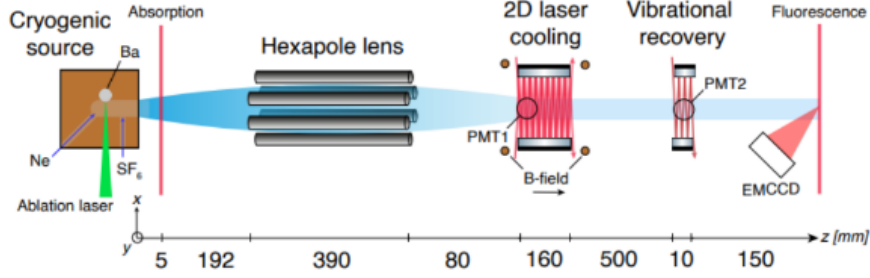 Cryogenic
source
Absorption
Hexapole lens
2D laser
cooling
Vibrational
recovery
Fluorescence
Ba
PMT2
PMT1
Ne
SF6
B-field
EMCCD
Ablation laser
x
y
z [mm]
5 192 390 80 160 500 10 150